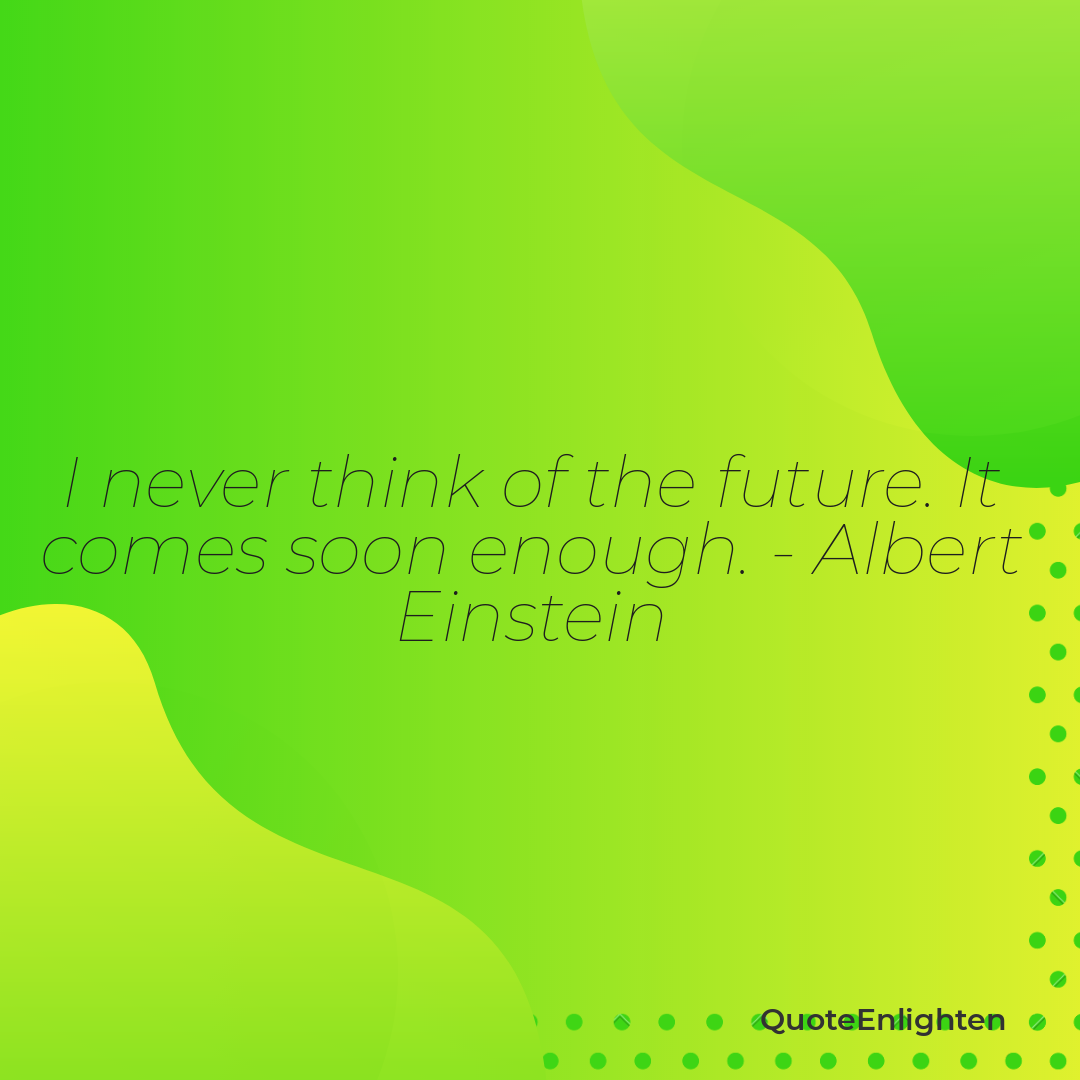 I never think of the future. It
comes soon enough. - Albert
Einstein
QuoteEnlighten